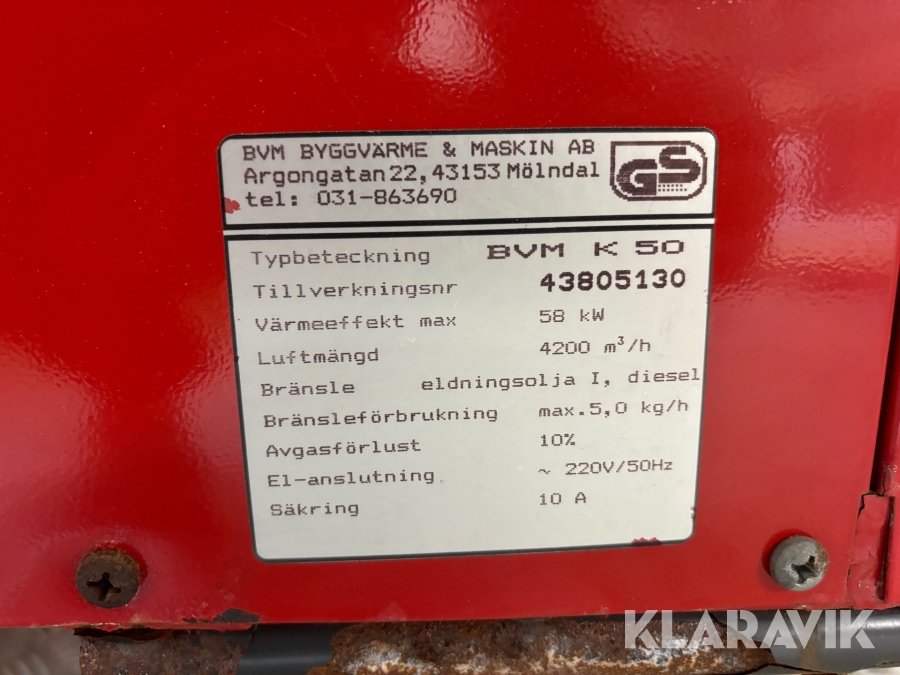 BVM BYGGVÄRME & MASKIN AB
Argongatan 22, 43153 Mölndal
tel: 031-863690
GS
Typbeteckning BVM K 50
Tillverkningsnr 43805130
Värmeeffekt max 58 kW
Luftmängd 4200 m³/h
Bränsle eldningsolja I, diesel
Bränsleförbrukning max.5,0 kg/h
Avgasförlust 10%
El-anslutning ~ 220V/50Hz
Säkring 10 A
KLARAVIK